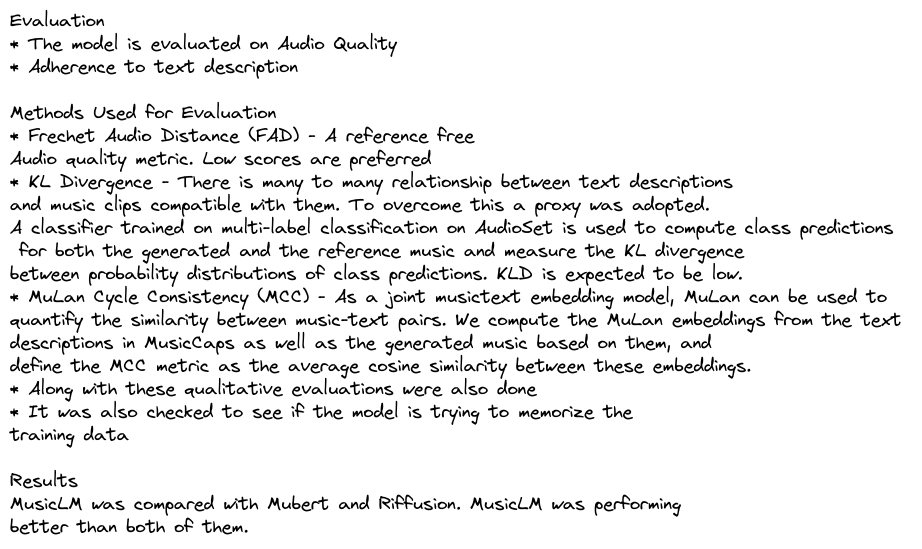 Evaluation
* The model is evaluated on Audio Quality
* Adherence to text description
Methods Used for Evaluation
* Frechet Audio Distance (FAD) - A reference free
Audio quality metric. Low scores are preferred
* KL Divergence - There is many to many relationship between text descriptions
and music clips compatible with them. To overcome this a proxy was adopted.
A classifier trained on multi-label classification on AudioSet is used to compute class predictions
for both the generated and the reference music and measure the KL divergence
between probability distributions of class predictions. KLD is expected to be low.
* MuLan Cycle Consistency (MCC) - As a joint musictext embedding model, MuLan can be used to
quantify the similarity between music-text pairs. We compute the MuLan embeddings from the text
descriptions in MusicCaps as well as the generated music based on them, and
define the MCC metric as the average cosine similarity between these embeddings.
* Along with these qualitative evaluations were also done
* It was also checked to see if the model is trying to memorize the
training data
Results
MusicLM was compared with Mubert and Riffusion. MusicLM was performing
better than both of them.